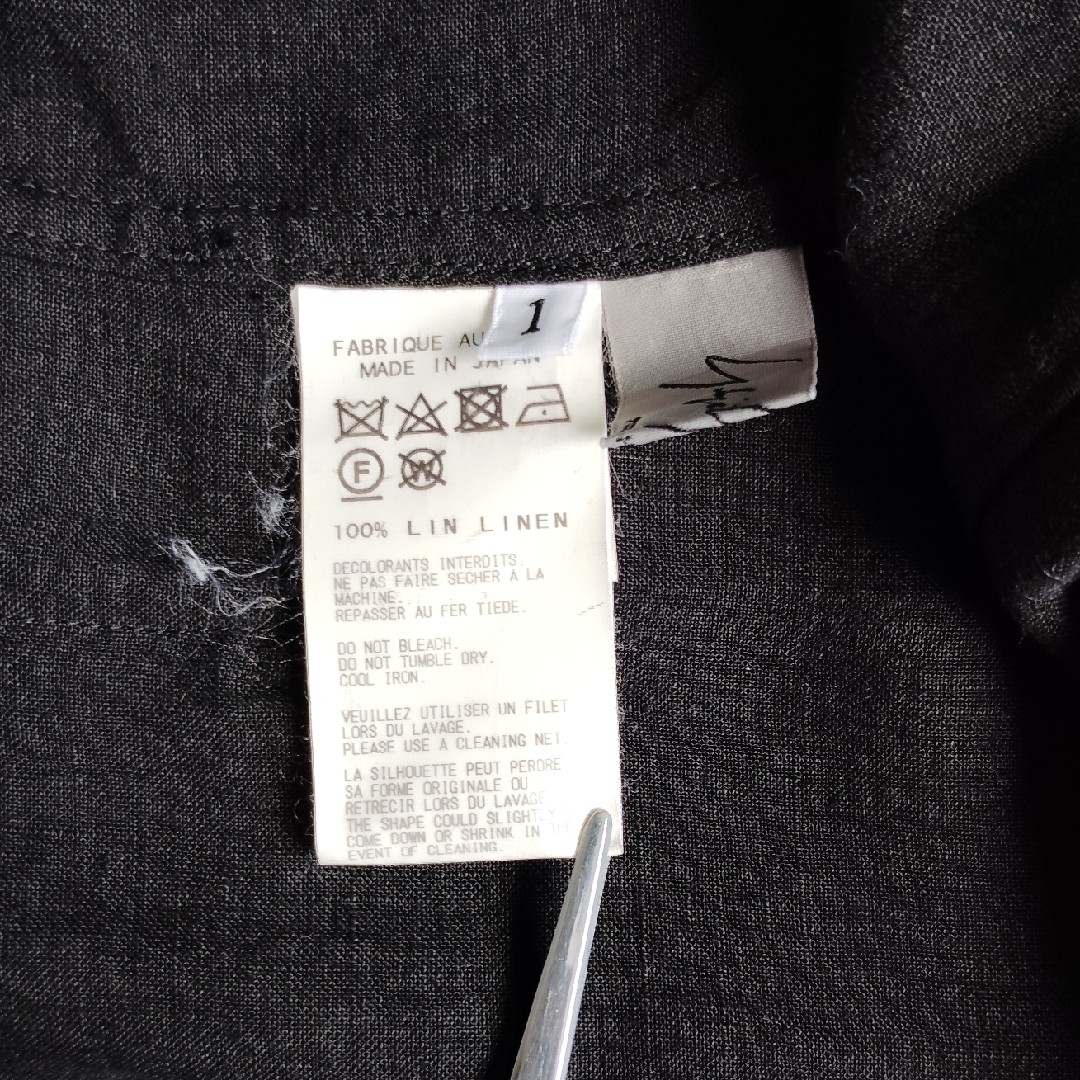 1
FABRIQUE AU
MADE IN JAPAN
F
W
100% LIN LINEN
DECOLORANTS INTERDITS.
NE PAS FAIRE SECHER A LA
MACHINE.
REPASSER AU FER TIEDE.
DO NOT BLEACH.
DO NOT TUMBLE DRY.
COOL IRON.
VEUILLEZ UTILISER UN FILET
LORS DU LAVAGE.
PLEASE USE A CLEANING NET.
LA SILHOUETTE PEUT PERDRE
SA FORME ORIGINALE OU
RETRECIR LORS DU LAVAGE
THE SHAPE COULD SLIGHTLY
COME DOWN OR SHRINK IN THE
EVENT OF CLEANING.